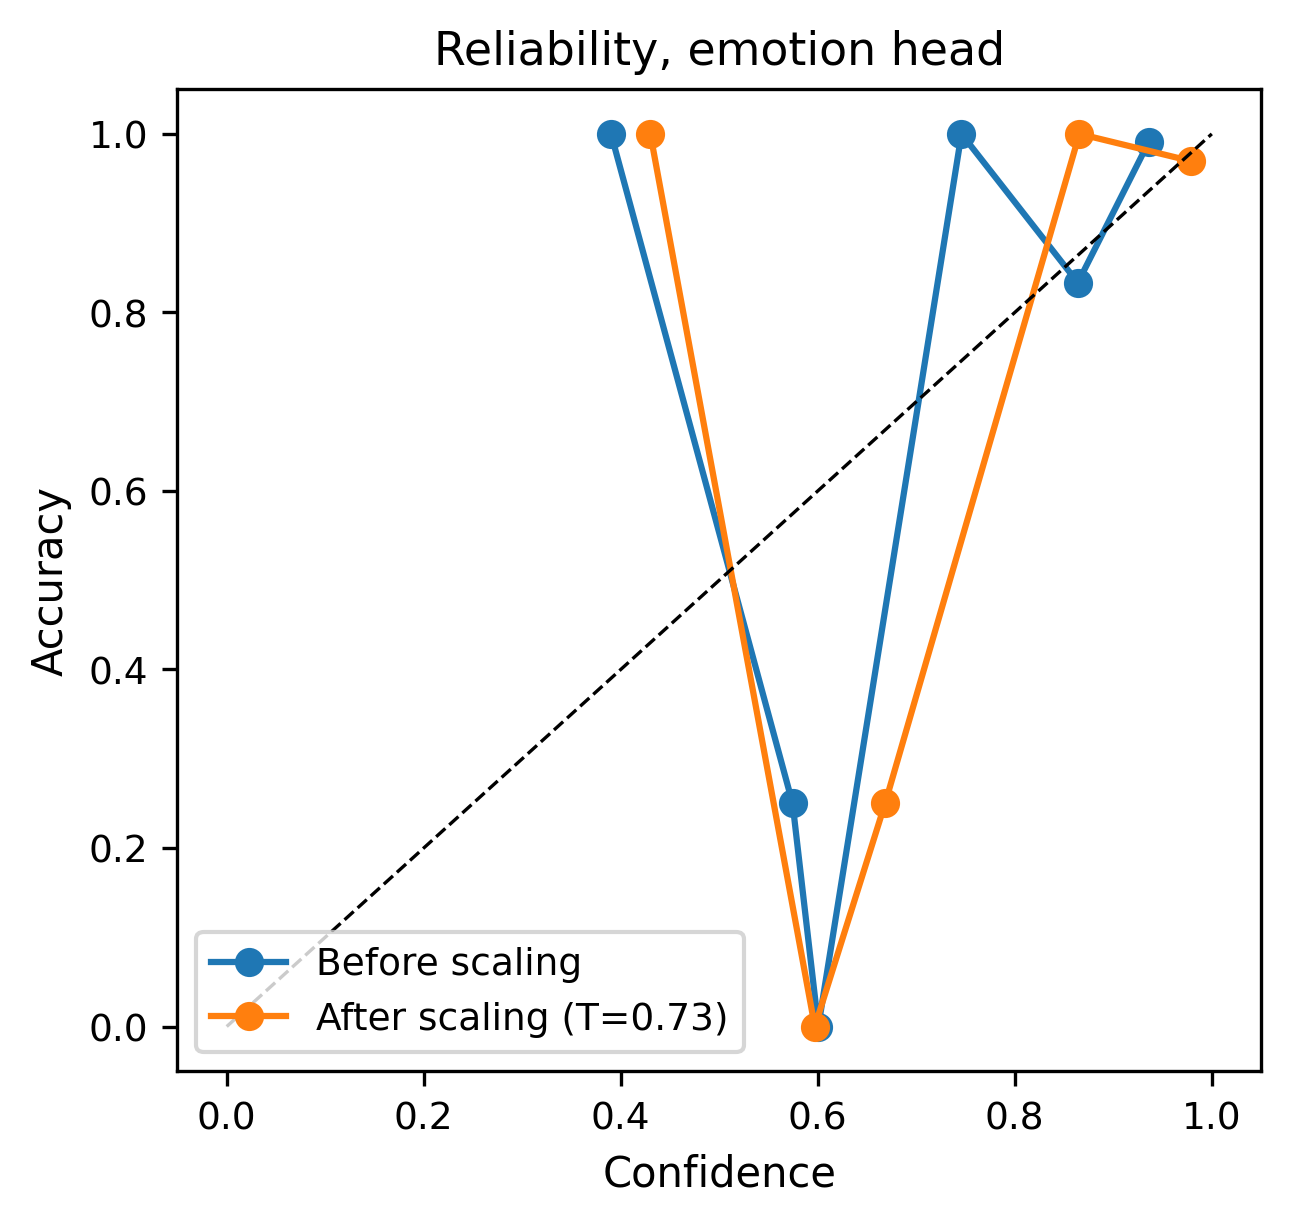 Reliability, emotion head
1.0
0.8
0.6
0.4
0.2
0.0
Accuracy
Before scaling
After scaling (T=0.73)
0.0 0.2 0.4 0.6 0.8 1.0
Confidence